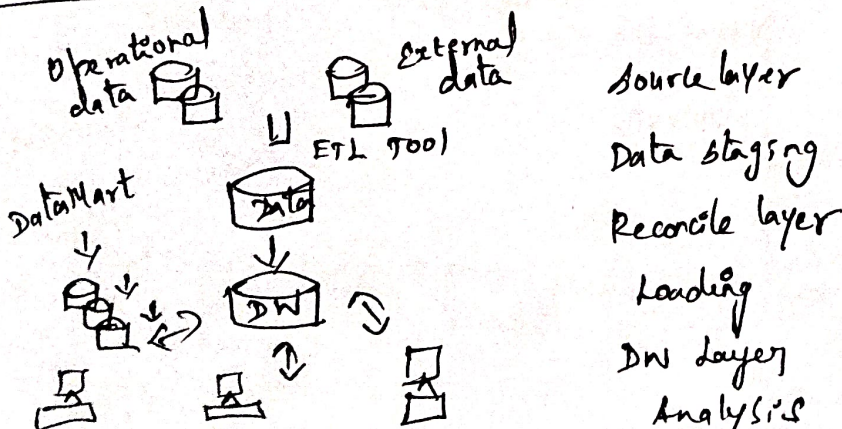 Operational
data
External
data
Source layer
ETL TOOl
Data staging
DataMart
Data
Reconcile layer
Loading
DW
DW Layer
Analysis